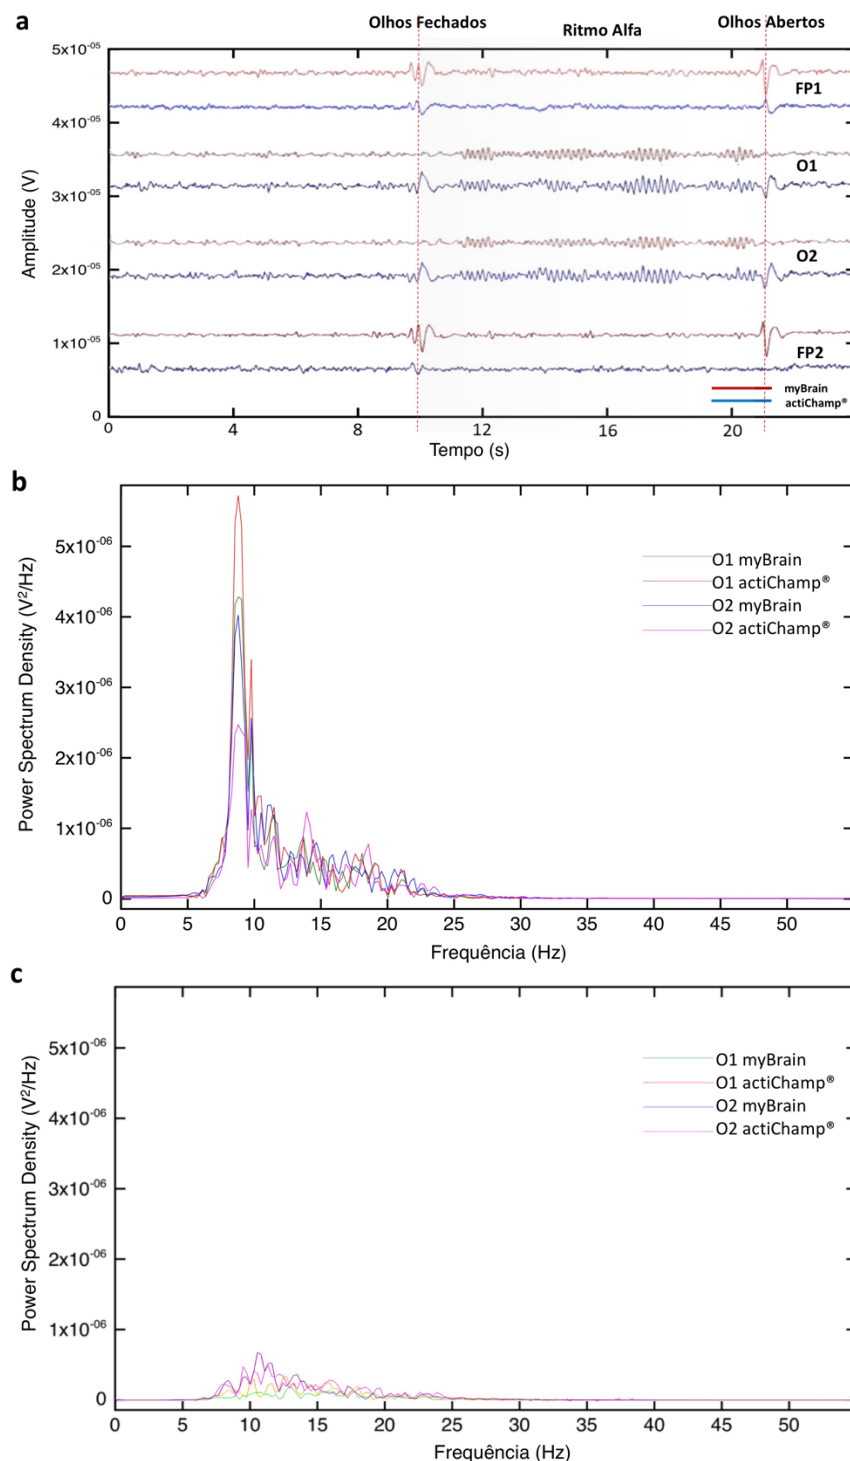 a
Olhos Fechados
Ritmo Alfa
Olhos Abertos
5x10⁻⁰⁵
4x10⁻⁰⁵
3x10⁻⁰⁵
2x10⁻⁰⁵
1x10⁻⁰⁵
0
Amplitude (V)
FP1
O1
O2
FP2
myBrain
actiChamp®
0 4 8 12 16 20
Tempo (s)
b
5x10⁻⁰⁶
4x10⁻⁰⁶
3x10⁻⁰⁶
2x10⁻⁰⁶
1x10⁻⁰⁶
0
Power Spectrum Density (V²/Hz)
O1 myBrain
O1 actiChamp®
O2 myBrain
O2 actiChamp®
0 5 10 15 20 25 30 35 40 45 50
Frequência (Hz)
c
5x10⁻⁰⁶
4x10⁻⁰⁶
3x10⁻⁰⁶
2x10⁻⁰⁶
1x10⁻⁰⁶
0
Power Spectrum Density (V²/Hz)
O1 myBrain
O1 actiChamp®
O2 myBrain
O2 actiChamp®
0 5 10 15 20 25 30 35 40 45 50
Frequência (Hz)